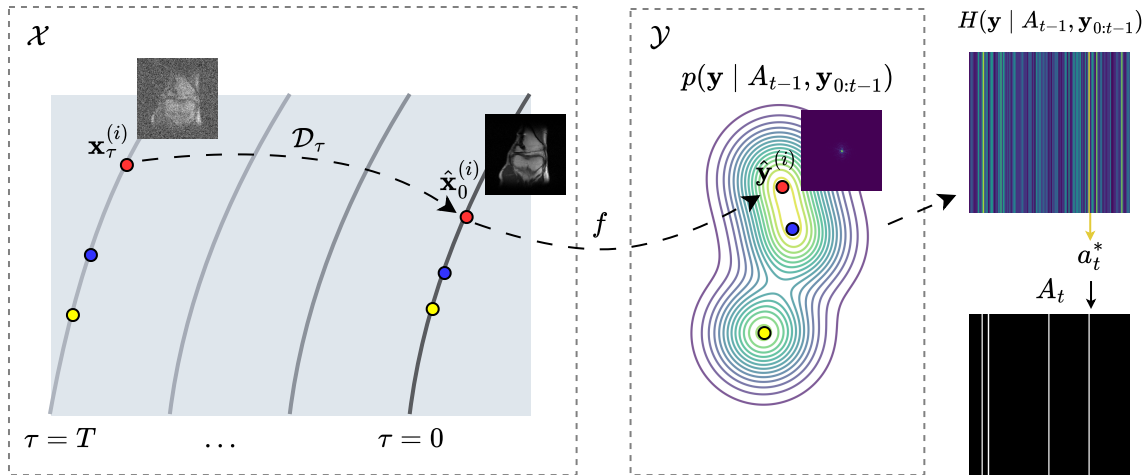 𝒳
𝐱_τ^(i)
𝒟_τ
𝐱̂_0^(i)
τ = T
...
τ = 0
f
𝒴
p(𝐲 | A_{t−1}, 𝐲_{0:t−1})
𝐲̂^(i)
H(𝐲 | A_{t−1}, 𝐲_{0:t−1})
a_t^*
A_t